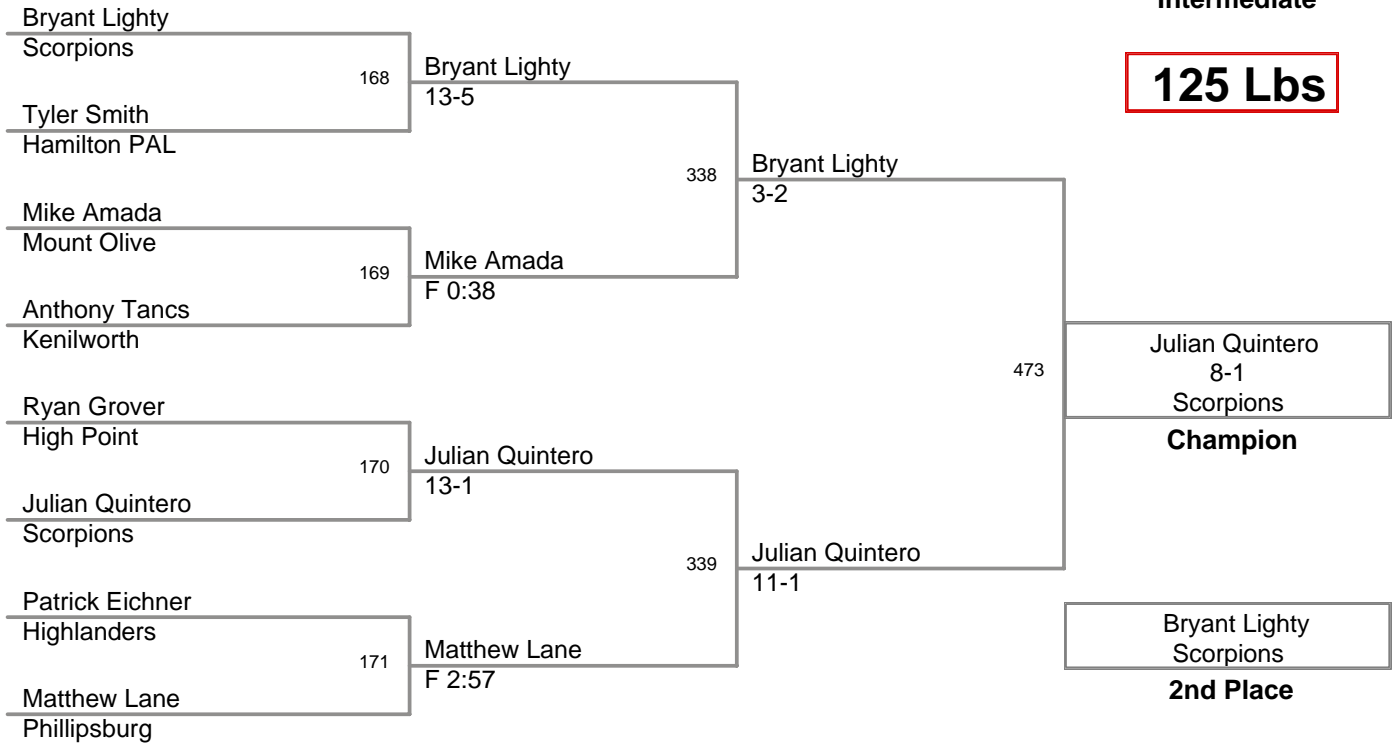 Intermediate
125 Lbs
Bryant Lighty
Scorpions
168
Tyler Smith
Hamilton PAL
Mike Amada
Mount Olive
169
Anthony Tancs
Kenilworth
Ryan Grover
High Point
170
Julian Quintero
Scorpions
Patrick Eichner
Highlanders
171
Matthew Lane
Phillipsburg
Bryant Lighty
13-5
338
Mike Amada
F 0:38
Julian Quintero
13-1
339
Matthew Lane
F 2:57
Bryant Lighty
3-2
473
Julian Quintero
11-1
Julian Quintero
8-1
Scorpions
Champion
Bryant Lighty
Scorpions
2nd Place